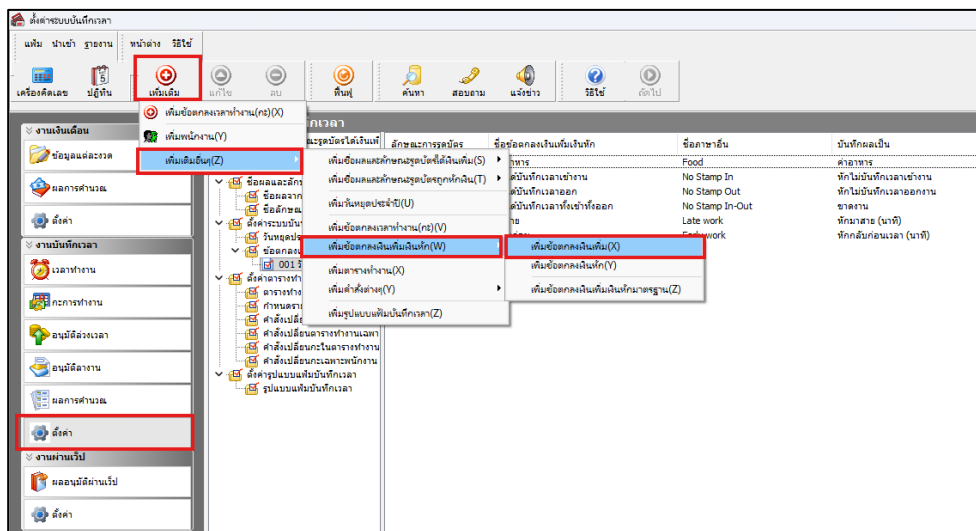 ตั้งค่าระบบบันทึกเวลา
แฟ้ม นำเข้า รายงาน หน้าต่าง วิธีใช้
เครื่องคิดเลข ปฏิทิน เพิ่มเติม แก้ไข ลบ ฟื้นฟู ค้นหา สอบถาม แจ้งข่าว วิธีใช้ ถัดไป
งานเงินเดือน
ข้อมูลแต่ละงวด
ผลการคำนวณ
ตั้งค่า
งานบันทึกเวลา
เวลาทำงาน
กะการทำงาน
อนุมัติล่วงเวลา
อนุมัติลางาน
ผลการคำนวณ
ตั้งค่า
งานผ่านเว็ป
ผลอนุมัติผ่านเว็ป
ตั้งค่า
เพิ่มข้อตกลงเวลาทำงาน(กะ)(X)
เพิ่มพนักงาน(Y)
เพิ่มเติมอื่นๆ(Z)
เพิ่มชื่อผลและลักษณะรูดบัตรได้เงินเพิ่ม(S)
เพิ่มชื่อผลและลักษณะรูดบัตรถูกหักเงิน(T)
เพิ่มวันหยุดประจำปี(U)
เพิ่มข้อตกลงเวลาทำงาน(กะ)(V)
เพิ่มข้อตกลงเงินเพิ่มเงินหัก(W)
เพิ่มตารางทำงาน(X)
เพิ่มคำสั่งต่างๆ(Y)
เพิ่มรูปแบบแฟ้มบันทึกเวลา(Z)
เพิ่มข้อตกลงเงินเพิ่ม(X)
เพิ่มข้อตกลงเงินหัก(Y)
เพิ่มข้อตกลงเงินเพิ่มเงินหักมาตรฐาน(Z)
ชื่อผลและลัก
ชื่อผลจาก
ชื่อลักษณ
ตั้งค่าระบบบัน
วันหยุดประ
ข้อตกลงเ
001 วั
ตั้งค่าตารางทำง
ตารางทำง
กำหนดรา
คำสั่งเปลี่ย
คำสั่งเปลี่ยนตารางทำงานเฉพา
คำสั่งเปลี่ยนกะในตารางทำงาน
คำสั่งเปลี่ยนกะเฉพาะพนักงาน
ตั้งค่ารูปแบบแฟ้มบันทึกเวลา
รูปแบบแฟ้มบันทึกเวลา
ลักษณะการรูดบัตร ชื่อข้อตกลงเงินเพิ่มเงินหัก ชื่อภาษาอื่น บันทึกผลเป็น
Food ค่าอาหาร
No Stamp In หักไม่บันทึกเวลาเข้างาน
No Stamp Out หักไม่บันทึกเวลาออกงาน
No Stamp In-Out ขาดงาน
Late work หักมาสาย (นาที)
Early work หักกลับก่อนเวลา (นาที)